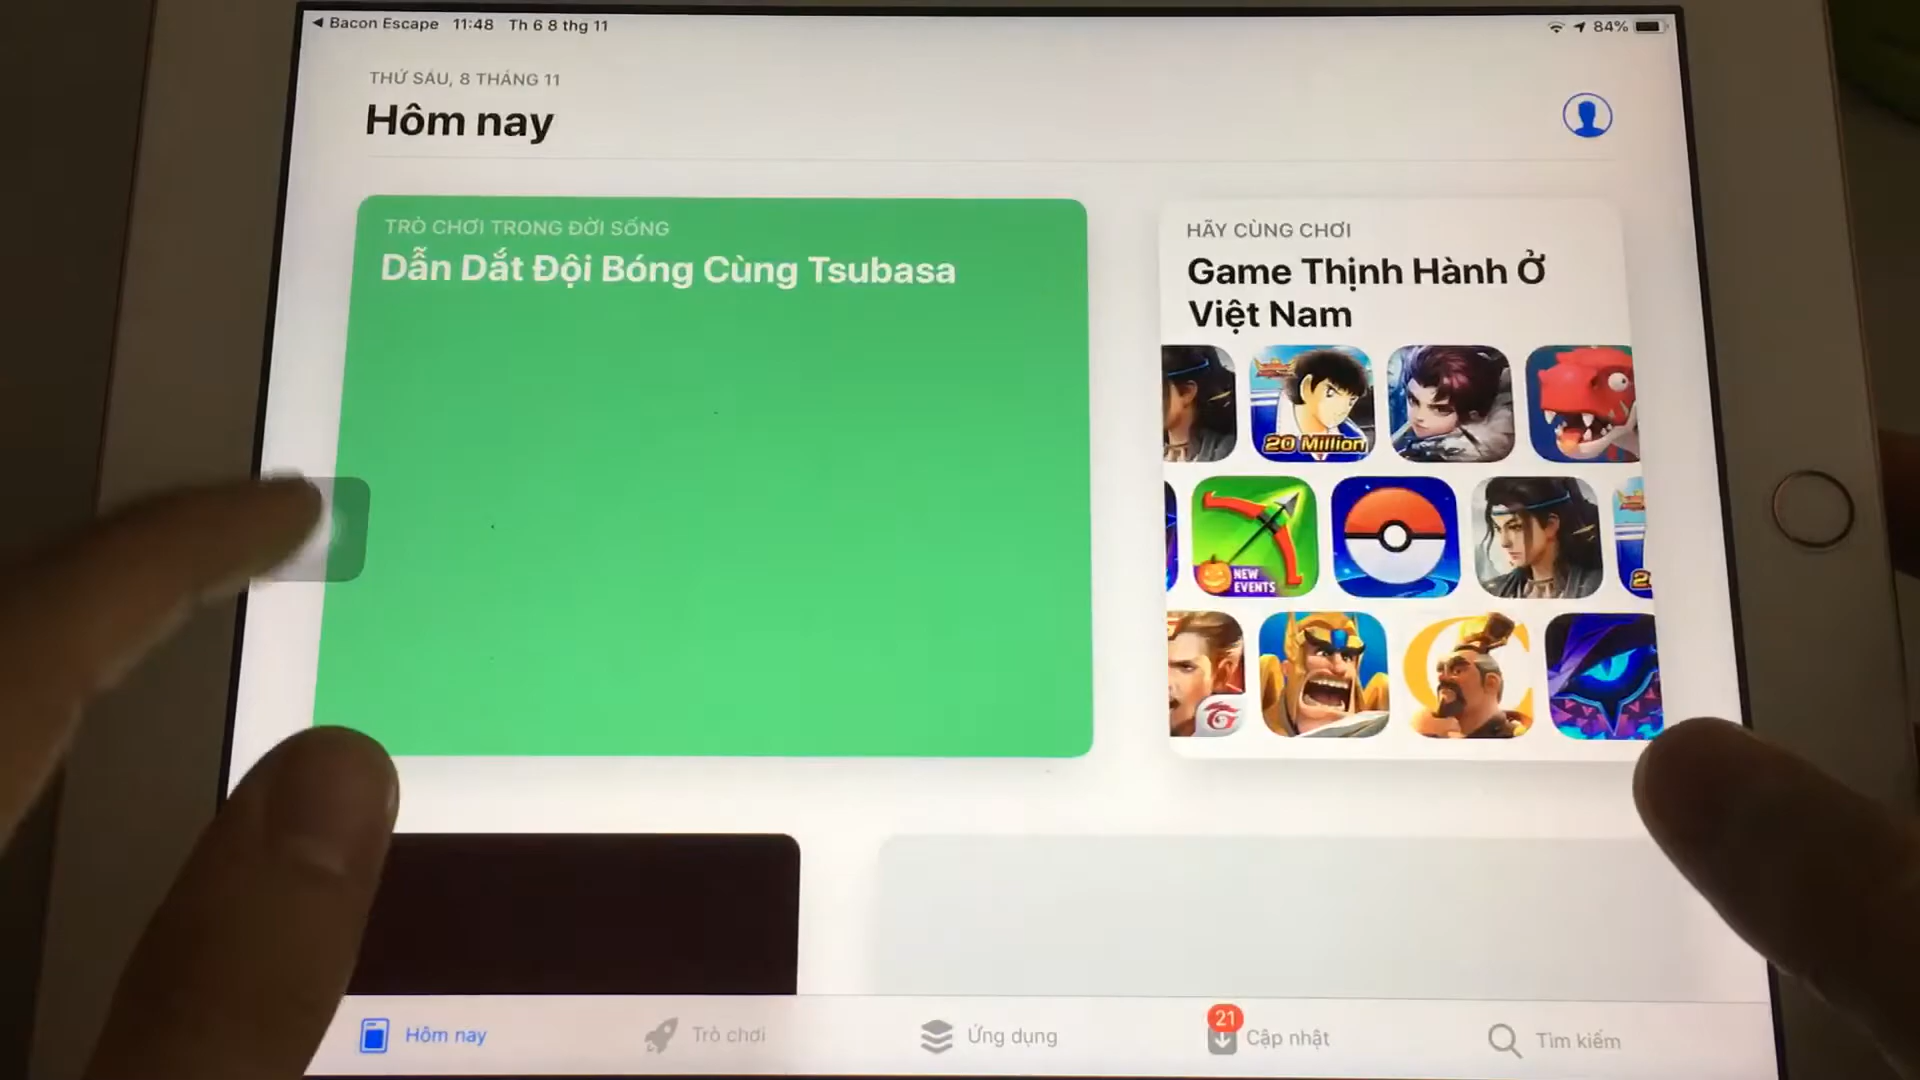 ◀ Bacon Escape 11:48 Th 6 8 thg 11
84%
THỨ SÁU, 8 THÁNG 11
Hôm nay
TRÒ CHƠI TRONG ĐỜI SỐNG
Dẫn Dắt Đội Bóng Cùng Tsubasa
HÃY CÙNG CHƠI
Game Thịnh Hành Ở
Việt Nam
20 Million
NEW
EVENTS
Hôm nay
Trò chơi
Ứng dụng
21
Cập nhật
Tìm kiếm